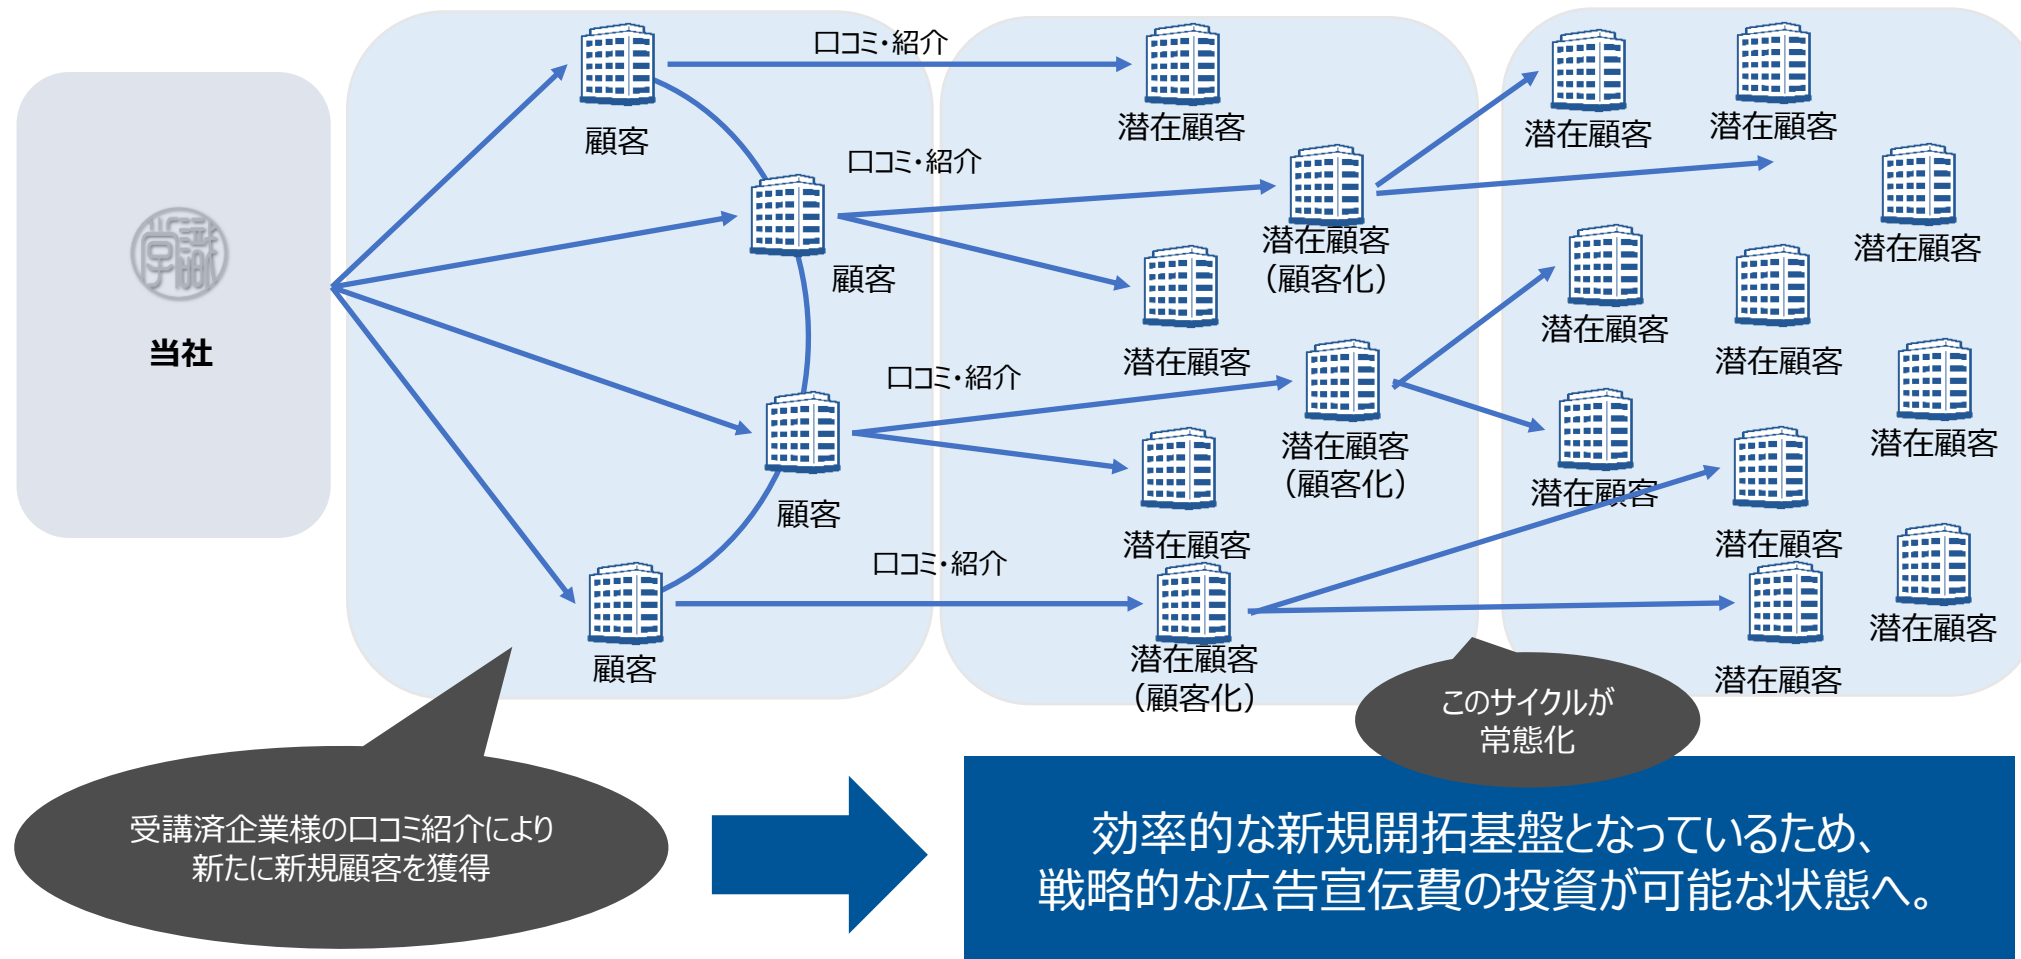 識学
当社
顧客
顧客
顧客
顧客
口コミ・紹介
口コミ・紹介
口コミ・紹介
口コミ・紹介
潜在顧客
潜在顧客
（顧客化）
潜在顧客
潜在顧客
（顧客化）
潜在顧客
潜在顧客
（顧客化）
潜在顧客
潜在顧客
潜在顧客
潜在顧客
潜在顧客
潜在顧客
潜在顧客
潜在顧客
潜在顧客
潜在顧客
このサイクルが
常態化
受講済企業様の口コミ紹介により
新たに新規顧客を獲得
効率的な新規開拓基盤となっているため、
戦略的な広告宣伝費の投資が可能な状態へ。